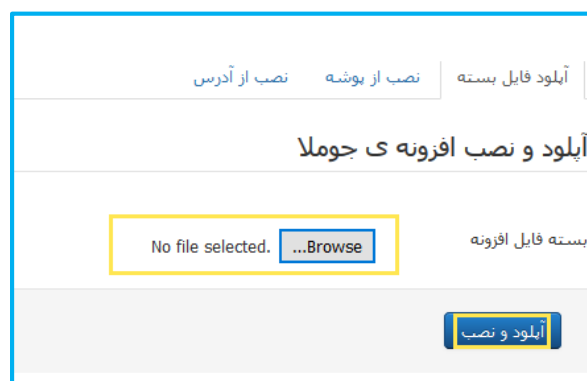 آپلود فایل بسته نصب از پوشه نصب از آدرس
آپلود و نصب افزونه ی جوملا
بسته فایل افزونه
...Browse No file selected.
آپلود و نصب